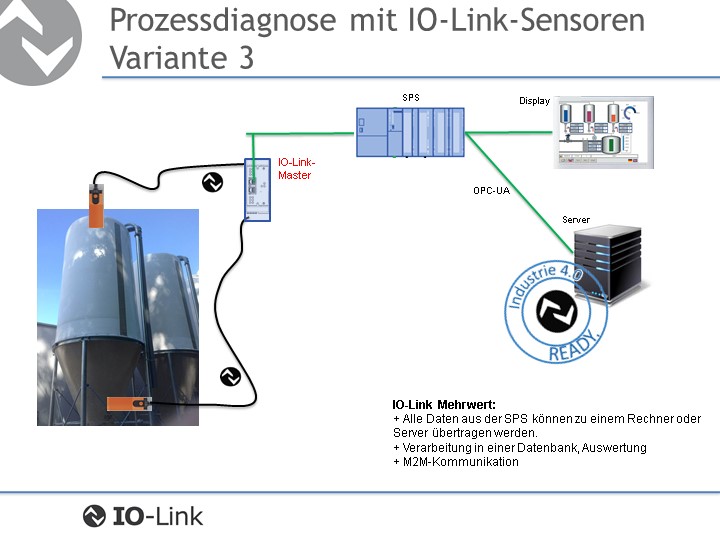 Prozessdiagnose mit IO-Link-Sensoren
Variante 3
SPS
Display
IO-Link-
Master
OPC-UA
Server
Industrie 4.0
READY.
IO-Link Mehrwert:
+ Alle Daten aus der SPS können zu einem Rechner oder
Server übertragen werden.
+ Verarbeitung in einer Datenbank, Auswertung
+ M2M-Kommunikation
IO-Link